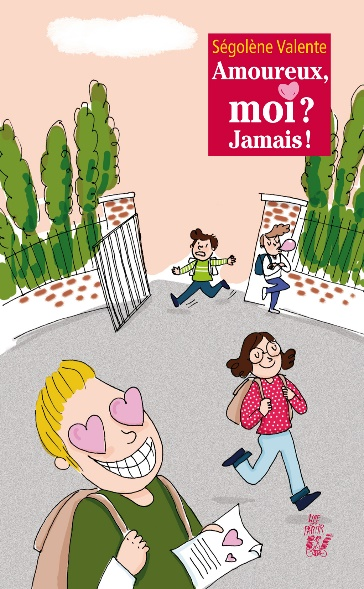 Ségolène Valente
Amoureux,
moi ?
Jamais !